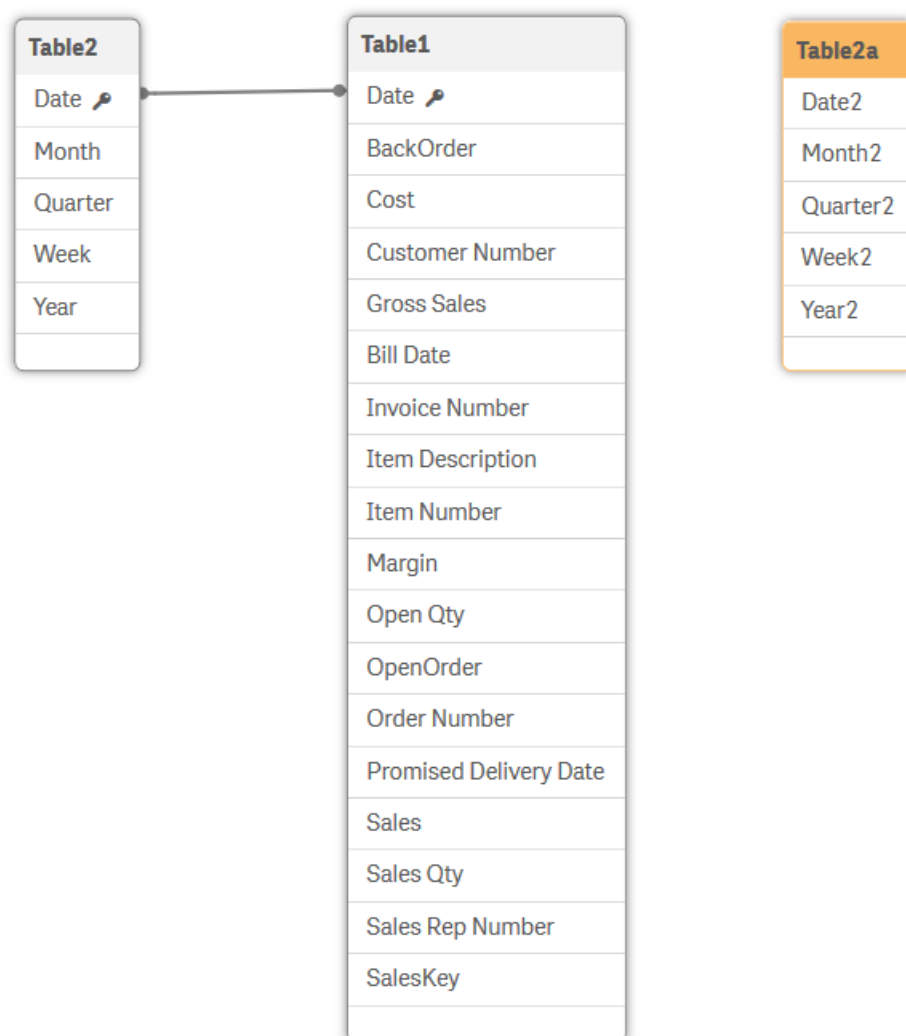 Table2
Date
Month
Quarter
Week
Year
Table1
Date
BackOrder
Cost
Customer Number
Gross Sales
Bill Date
Invoice Number
Item Description
Item Number
Margin
Open Qty
OpenOrder
Order Number
Promised Delivery Date
Sales
Sales Qty
Sales Rep Number
SalesKey
Table2a
Date2
Month2
Quarter2
Week2
Year2